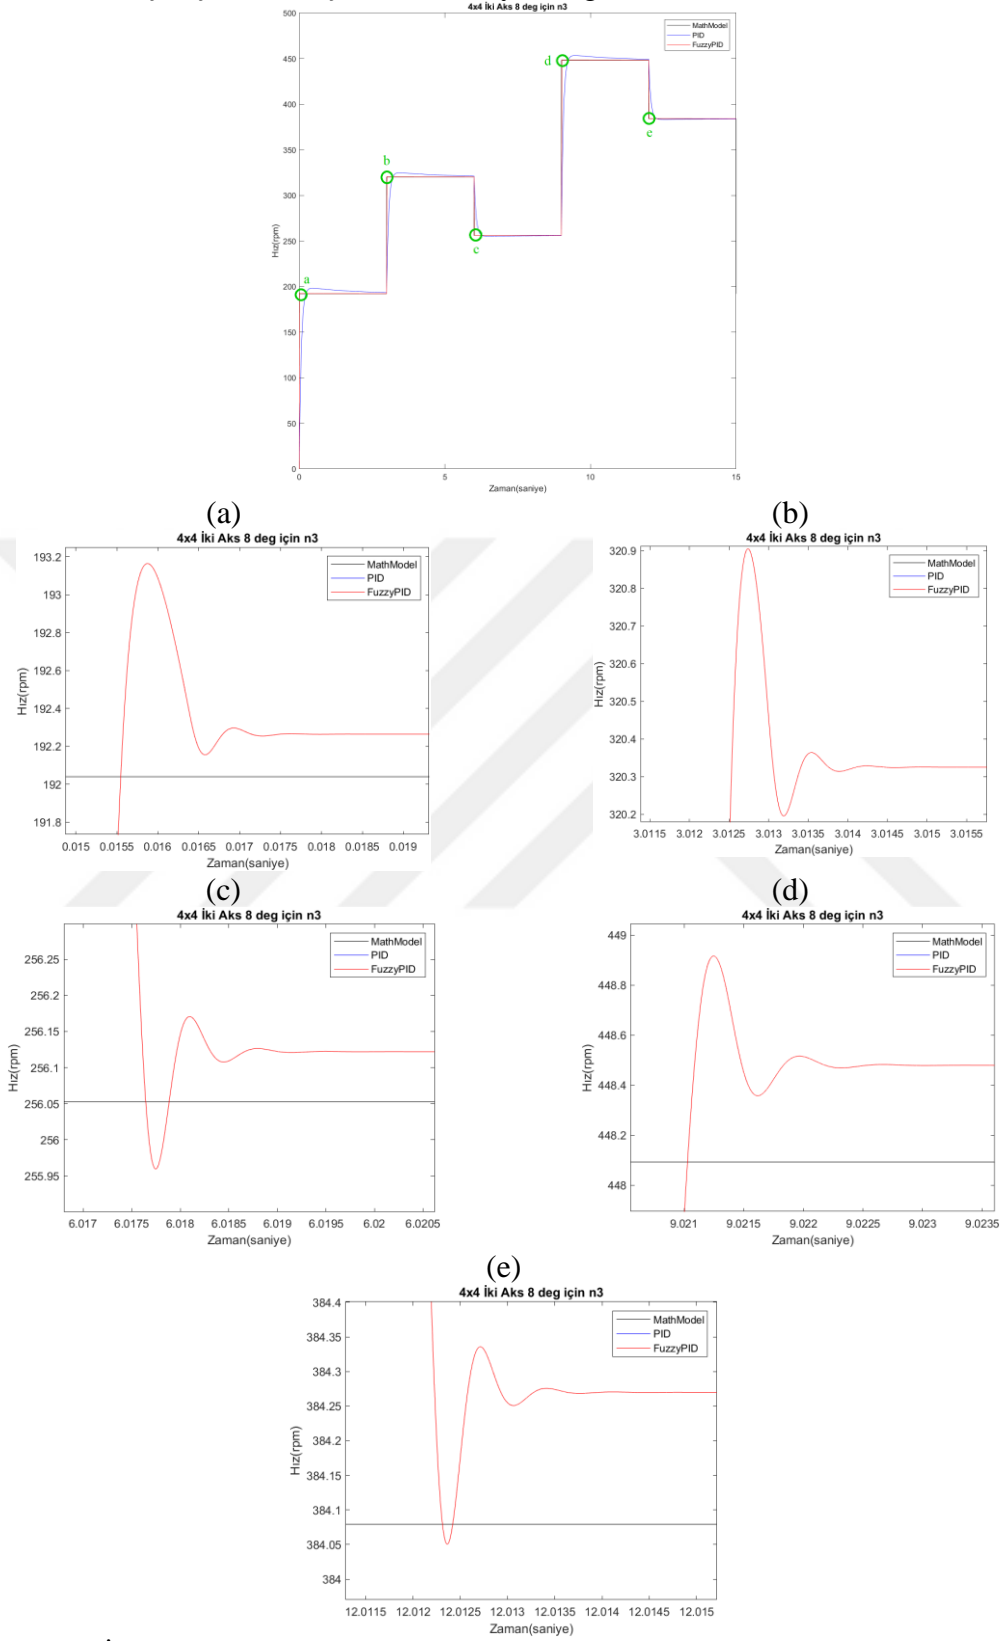 4x4 İki Aks 8 deg için n3
500
450
400
350
300
250
200
150
100
50
0
Hız(rpm)
MathModel
PID
FuzzyPID
a
b
c
d
e
0 5 10 15
Zaman(saniye)
(a)
4x4 İki Aks 8 deg için n3
193.2
193
192.8
192.6
192.4
192.2
192
191.8
Hız(rpm)
MathModel
PID
FuzzyPID
0.015 0.0155 0.016 0.0165 0.017 0.0175 0.018 0.0185 0.019
Zaman(saniye)
(b)
4x4 İki Aks 8 deg için n3
320.9
320.8
320.7
320.6
320.5
320.4
320.3
320.2
Hız(rpm)
MathModel
PID
FuzzyPID
3.0115 3.012 3.0125 3.013 3.0135 3.014 3.0145 3.015 3.0155
Zaman(saniye)
(c)
4x4 İki Aks 8 deg için n3
256.25
256.2
256.15
256.1
256.05
256
255.95
Hız(rpm)
MathModel
PID
FuzzyPID
6.017 6.0175 6.018 6.0185 6.019 6.0195 6.02 6.0205
Zaman(saniye)
(d)
4x4 İki Aks 8 deg için n3
449
448.8
448.6
448.4
448.2
448
Hız(rpm)
MathModel
PID
FuzzyPID
9.021 9.0215 9.022 9.0225 9.023 9.0235
Zaman(saniye)
(e)
4x4 İki Aks 8 deg için n3
384.4
384.35
384.3
384.25
384.2
384.15
384.1
384.05
384
Hız(rpm)
MathModel
PID
FuzzyPID
12.0115 12.012 12.0125 12.013 12.0135 12.014 12.0145 12.015
Zaman(saniye)